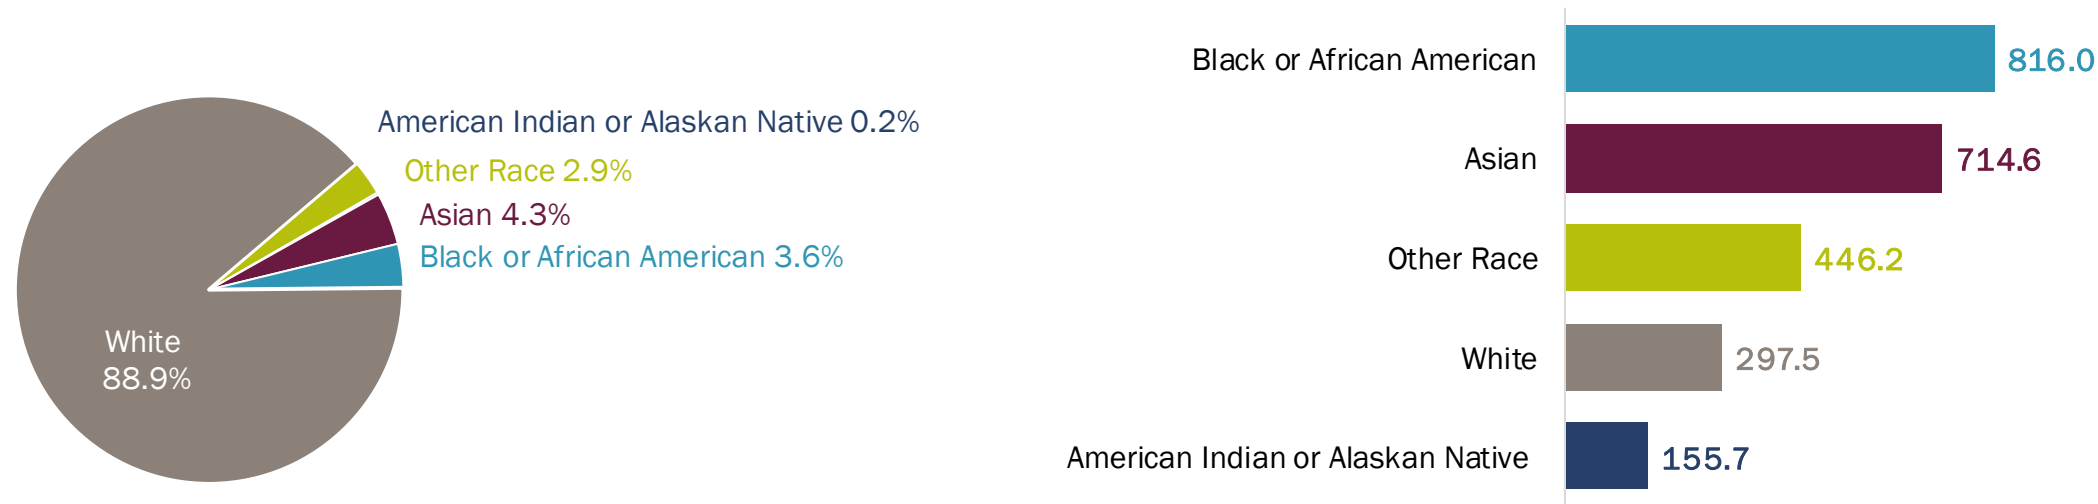 American Indian or Alaskan Native 0.2%
Other Race 2.9%
Asian 4.3%
Black or African American 3.6%
White
88.9%
Black or African American 816.0
Asian 714.6
Other Race 446.2
White 297.5
American Indian or Alaskan Native 155.7